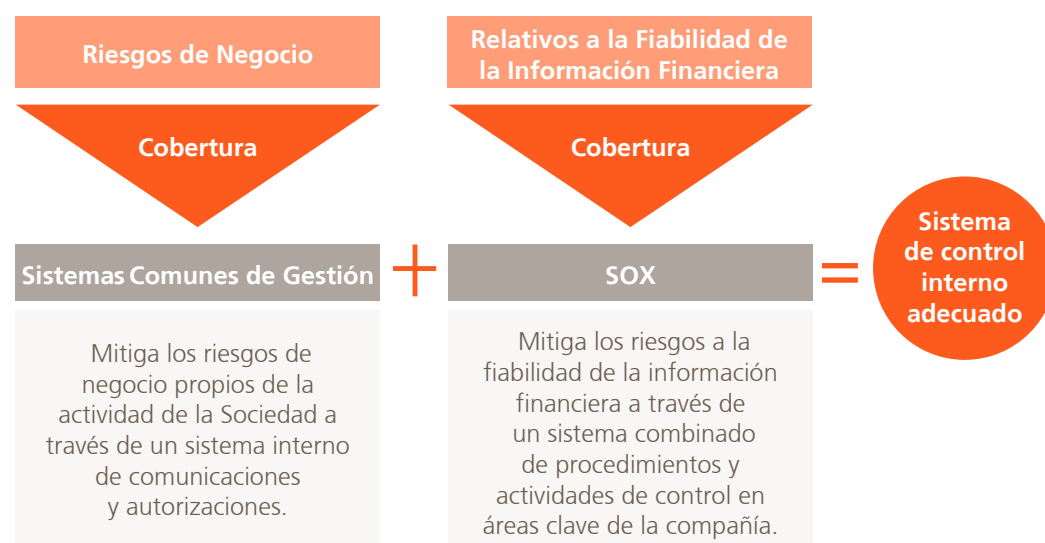 Riesgos de Negocio
Cobertura
Sistemas Comunes de Gestión
Mitiga los riesgos de
negocio propios de la
actividad de la Sociedad a
través de un sistema interno
de comunicaciones
y autorizaciones.
+
Relativos a la Fiabilidad de
la Información Financiera
Cobertura
SOX
Mitiga los riesgos a la
fiabilidad de la información
financiera a través de
un sistema combinado
de procedimientos y
actividades de control en
áreas clave de la compañía.
=
Sistema
de control
interno
adecuado